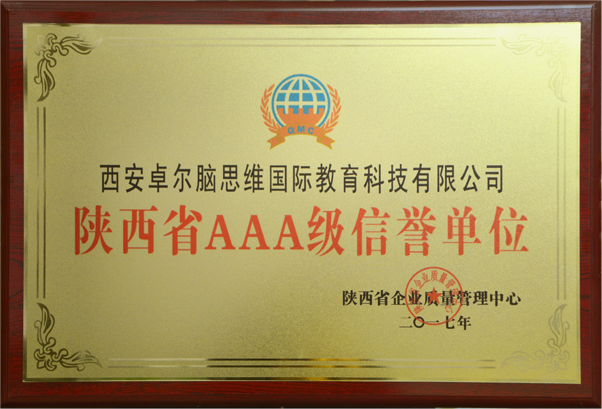 QMC
西安卓尔脑思维国际教育科技有限公司
陕西省AAA级信誉单位
陕西省企业质量管理中心
二〇一七年